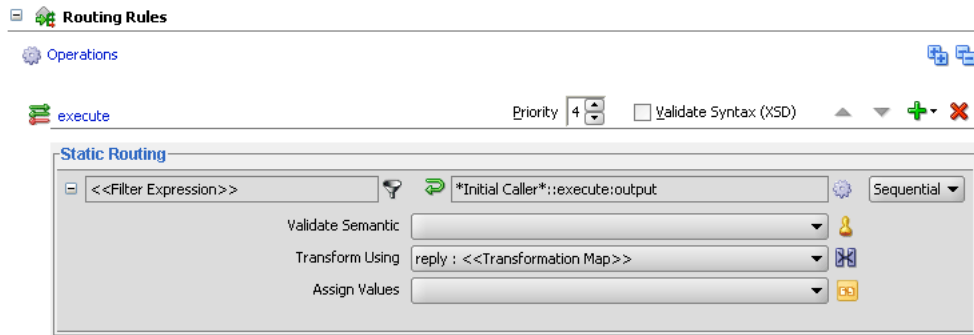 Routing Rules
Operations
execute Priority 4 Validate Syntax (XSD)
Static Routing
<<Filter Expression>> *Initial Caller*::execute:output Sequential
Validate Semantic
Transform Using reply : <<Transformation Map>>
Assign Values